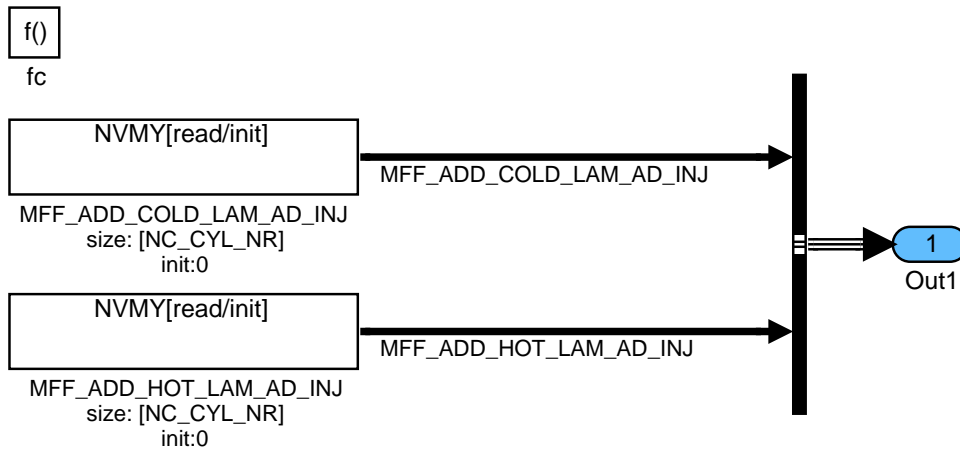 f()
fc
NVMY[read/init]
MFF_ADD_COLD_LAM_AD_INJ
MFF_ADD_COLD_LAM_AD_INJ
size: [NC_CYL_NR]
init:0
1
Out1
NVMY[read/init]
MFF_ADD_HOT_LAM_AD_INJ
MFF_ADD_HOT_LAM_AD_INJ
size: [NC_CYL_NR]
init:0